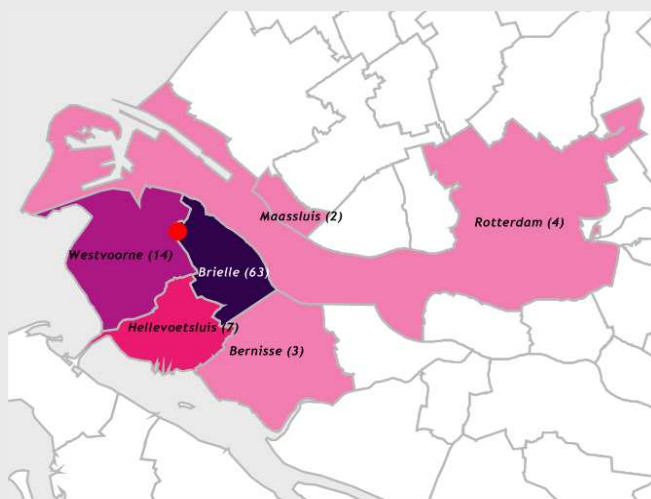 Maassluis (2)
Rotterdam (4)
Westvoorne (14)
Brielle (63)
Hellevoetsluis (7)
Bernisse (3)